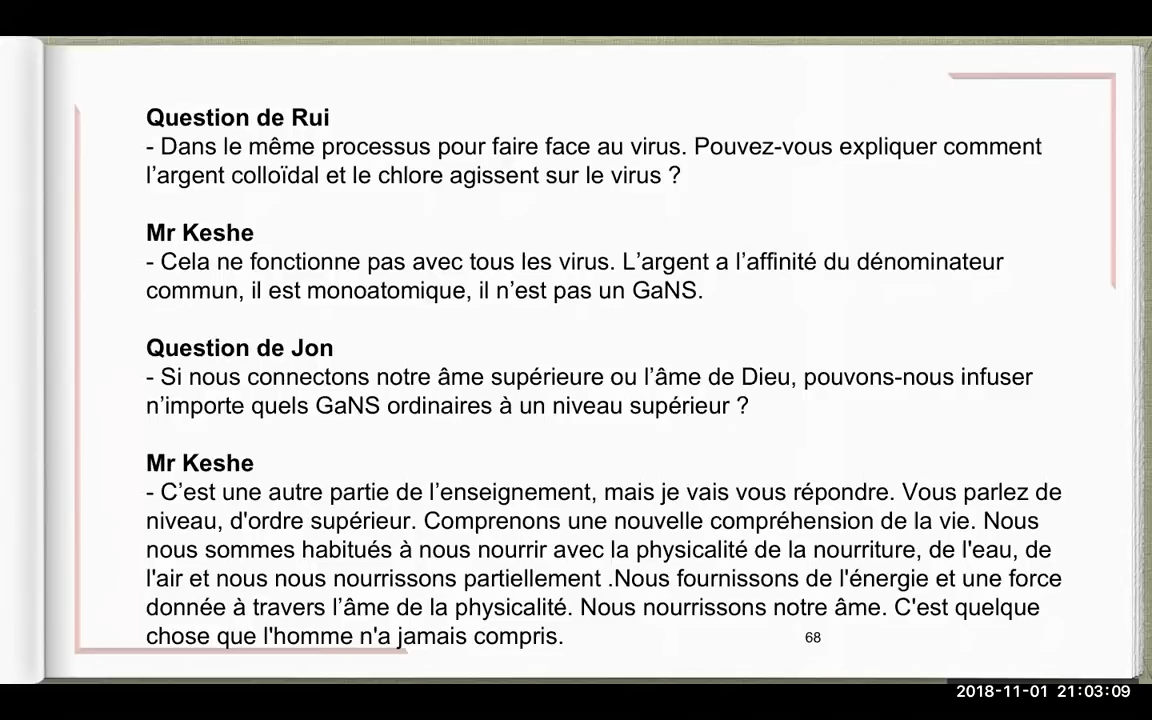 Question de Rui
- Dans le même processus pour faire face au virus. Pouvez-vous expliquer comment
l’argent colloïdal et le chlore agissent sur le virus ?
Mr Keshe
- Cela ne fonctionne pas avec tous les virus. L’argent a l’affinité du dénominateur
commun, il est monoatomique, il n’est pas un GaNS.
Question de Jon
- Si nous connectons notre âme supérieure ou l’âme de Dieu, pouvons-nous infuser
n’importe quels GaNS ordinaires à un niveau supérieur ?
Mr Keshe
- C’est une autre partie de l’enseignement, mais je vais vous répondre. Vous parlez de
niveau, d'ordre supérieur. Comprenons une nouvelle compréhension de la vie. Nous
nous sommes habitués à nous nourrir avec la physicalité de la nourriture, de l'eau, de
l'air et nous nous nourrissons partiellement .Nous fournissons de l'énergie et une force
donnée à travers l’âme de la physicalité. Nous nourrissons notre âme. C'est quelque
chose que l'homme n'a jamais compris.
68
2018-11-01 21:03:09